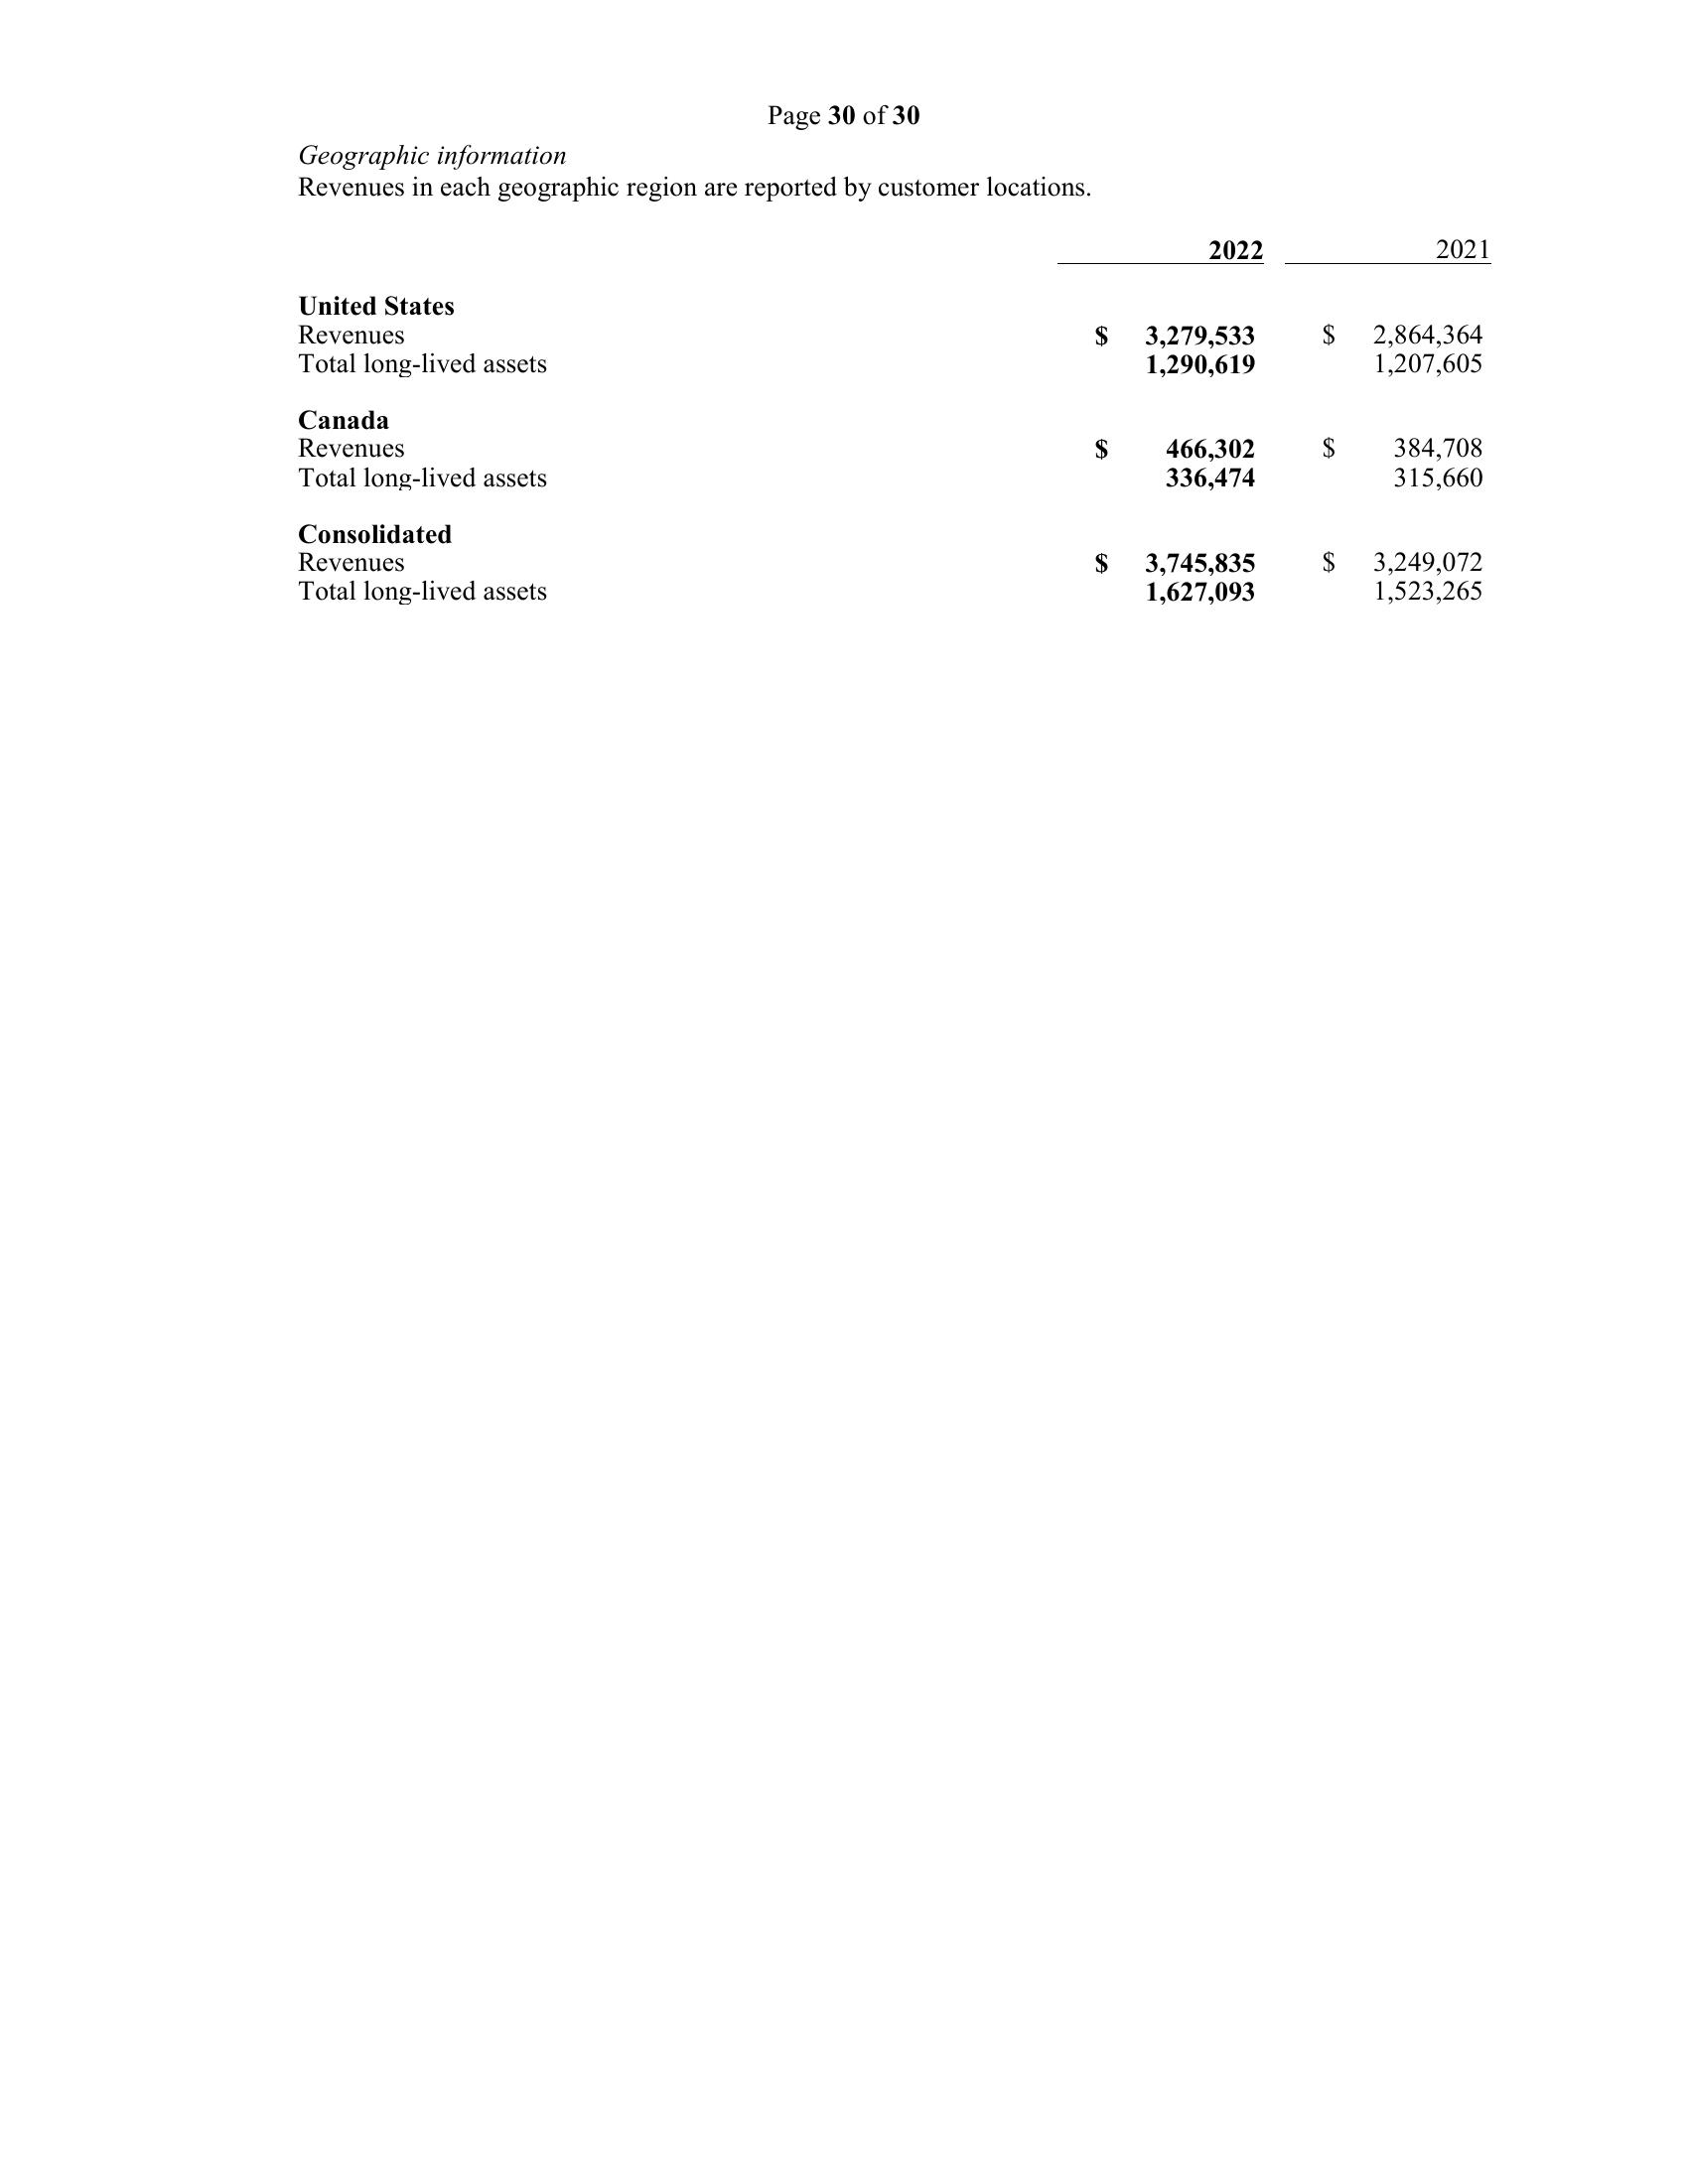 Page 30 of 30
Geographic information
Revenues in each geographic region are reported by customer locations.
2022 2021
United States
Revenues $ 3,279,533 $ 2,864,364
Total long-lived assets 1,290,619 1,207,605
Canada
Revenues $ 466,302 $ 384,708
Total long-lived assets 336,474 315,660
Consolidated
Revenues $ 3,745,835 $ 3,249,072
Total long-lived assets 1,627,093 1,523,265